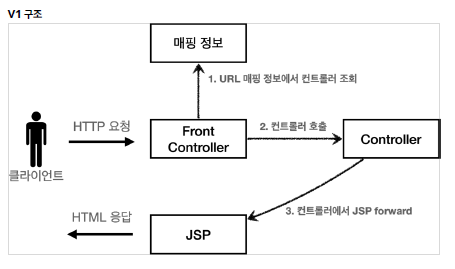 V1 구조
매핑 정보
1. URL 매핑 정보에서 컨트롤러 조회
HTTP 요청
Front
Controller
2. 컨트롤러 호출
Controller
클라이언트
3. 컨트롤러에서 JSP forward
HTML 응답
JSP